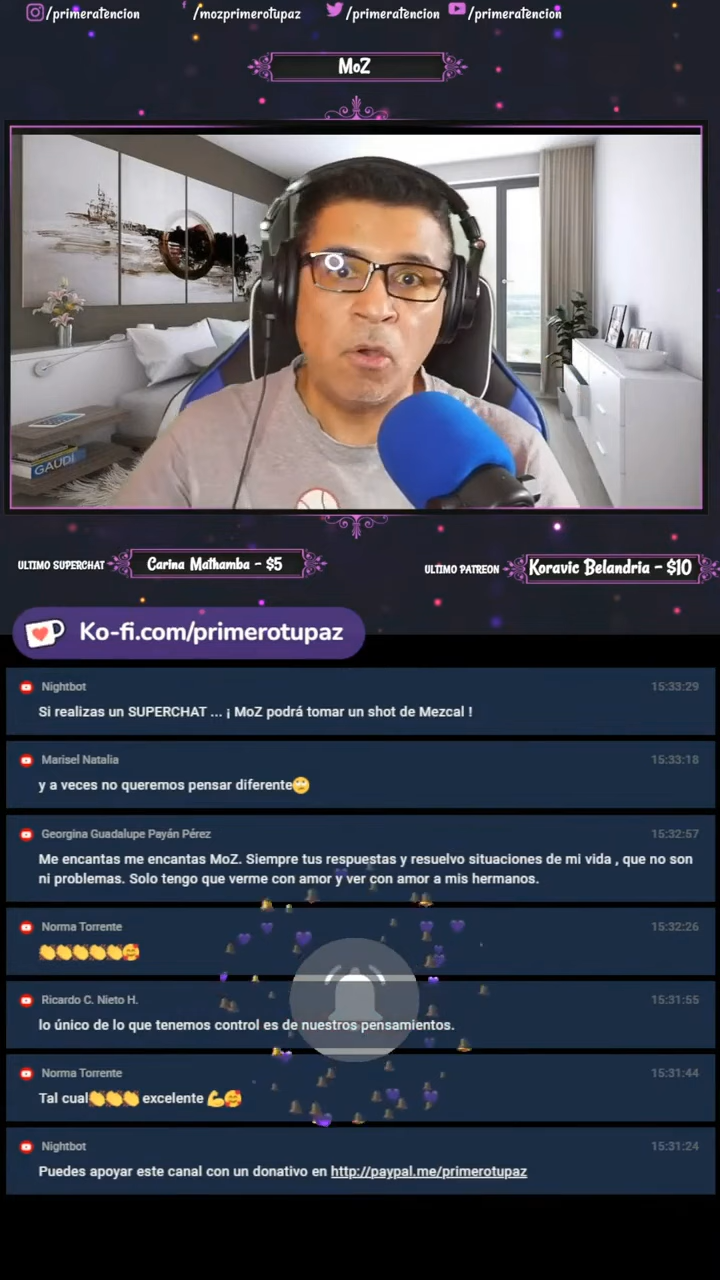 /primeratencion
/mozprimerotupaz
/primeratencion
/primeratencion
MoZ
GAUDÍ
ULTIMO SUPERCHAT
Carina Mathamba - $5
ULTIMO PATREON
Koravic Belandria - $10
Ko-fi.com/primerotupaz
Nightbot 15:33:29
Si realizas un SUPERCHAT ... ¡ MoZ podrá tomar un shot de Mezcal !
Marisel Natalia 15:33:18
y a veces no queremos pensar diferente🙄
Georgina Guadalupe Payán Pérez 15:32:57
Me encantas me encantas MoZ. Siempre tus respuestas y resuelvo situaciones de mi vida , que no son
ni problemas. Solo tengo que verme con amor y ver con amor a mis hermanos.
Norma Torrente 15:32:26
👏👏👏👏👏🥰
Ricardo C. Nieto H. 15:31:55
lo único de lo que tenemos control es de nuestros pensamientos.
Norma Torrente 15:31:44
Tal cual👏👏👏 excelente 💪🥰
Nightbot 15:31:24
Puedes apoyar este canal con un donativo en http://paypal.me/primerotupaz